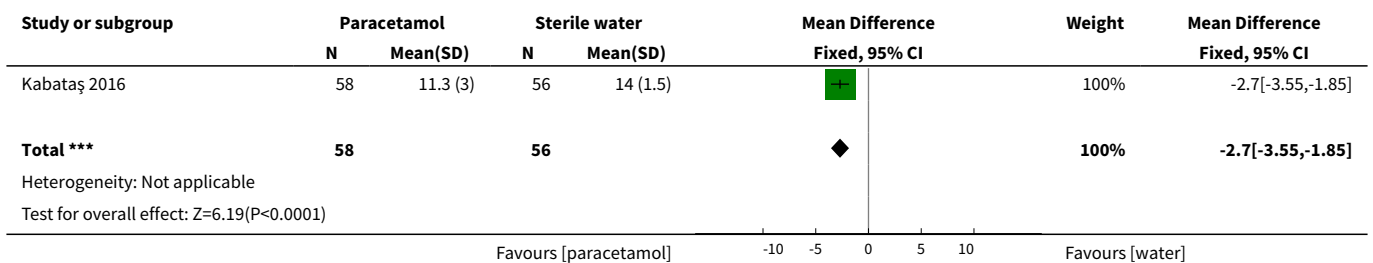 Study or subgroup Paracetamol Sterile water Mean Difference Weight Mean Difference
N Mean(SD) N Mean(SD) Fixed, 95% CI Fixed, 95% CI
Kabataş 2016 58 11.3 (3) 56 14 (1.5) 100% -2.7[-3.55,-1.85]
Total *** 58 56 100% -2.7[-3.55,-1.85]
Heterogeneity: Not applicable
Test for overall effect: Z=6.19(P<0.0001)
Favours [paracetamol] -10 -5 0 5 10 Favours [water]